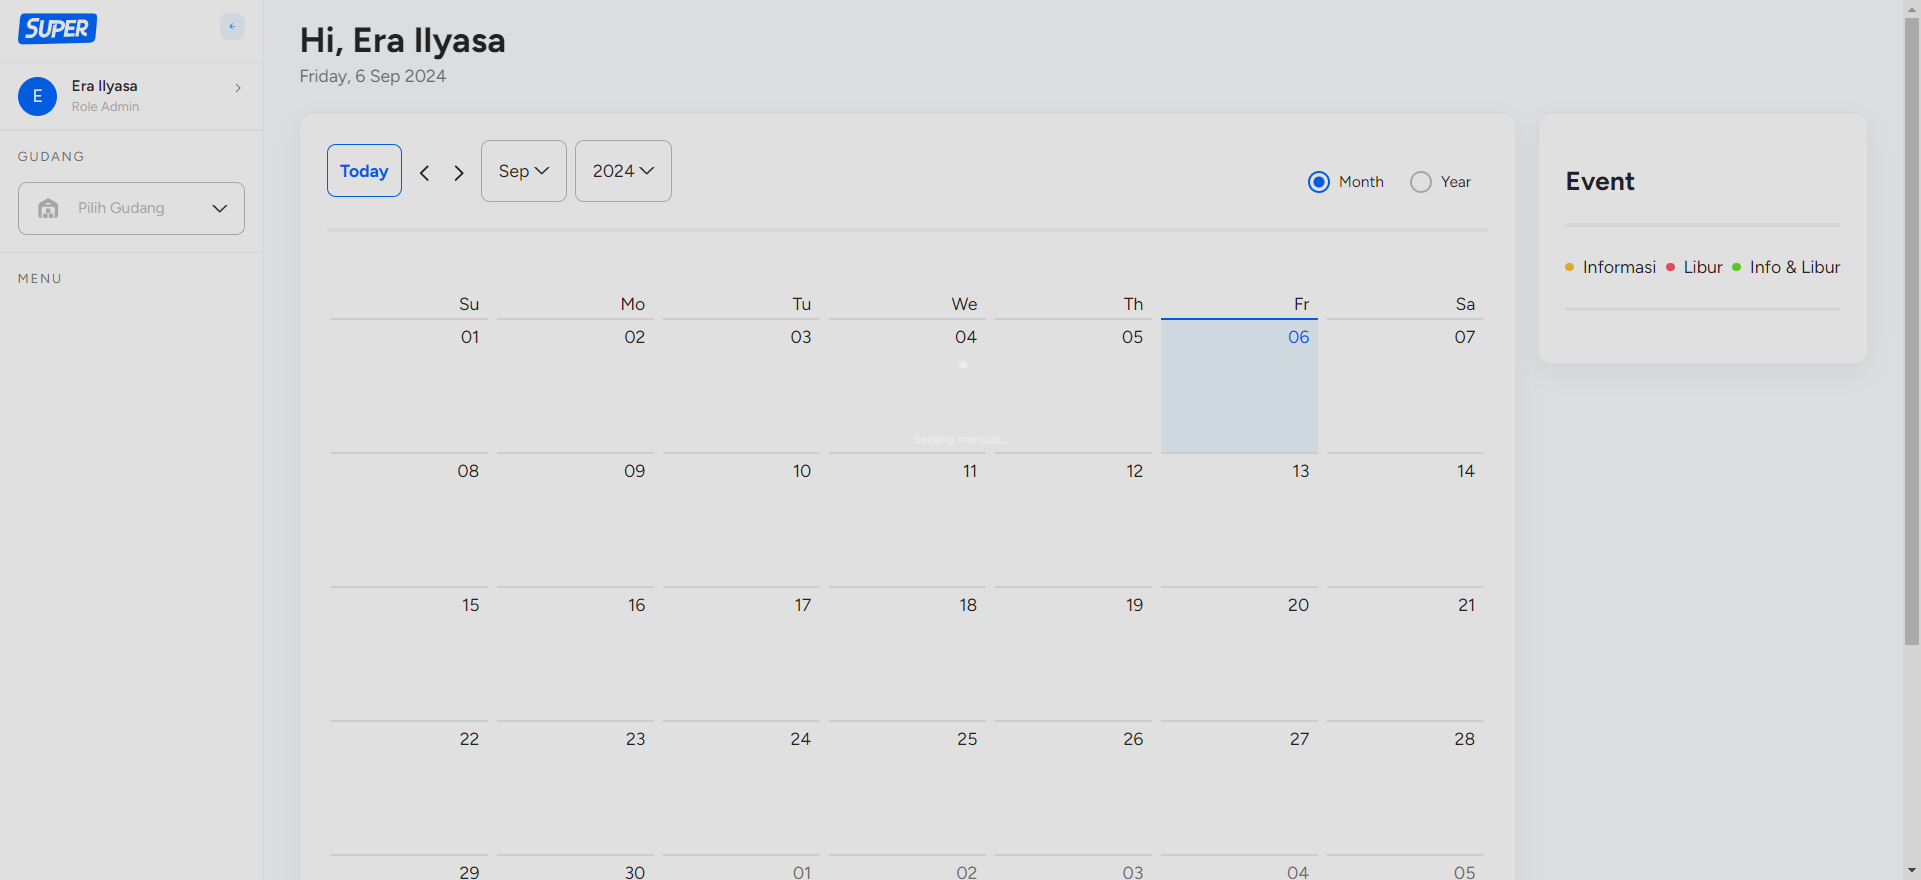 SUPER
E
Era Ilyasa
Role Admin
GUDANG
Pilih Gudang
MENU
Hi, Era Ilyasa
Friday, 6 Sep 2024
Today
Sep
2024
Month
Year
Su Mo Tu We Th Fr Sa
01 02 03 04 05 06 07
Sedang memuat...
08 09 10 11 12 13 14
15 16 17 18 19 20 21
22 23 24 25 26 27 28
29 30 01 02 03 04 05
Event
Informasi Libur Info & Libur